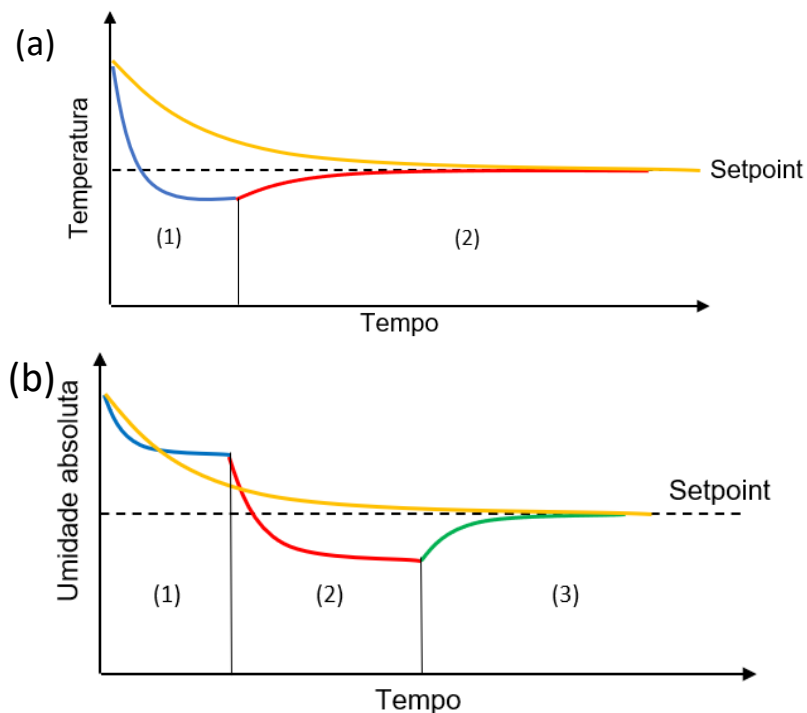 (a)
Temperatura
Setpoint
(1)
(2)
Tempo
(b)
Umidade absoluta
Setpoint
(1)
(2)
(3)
Tempo